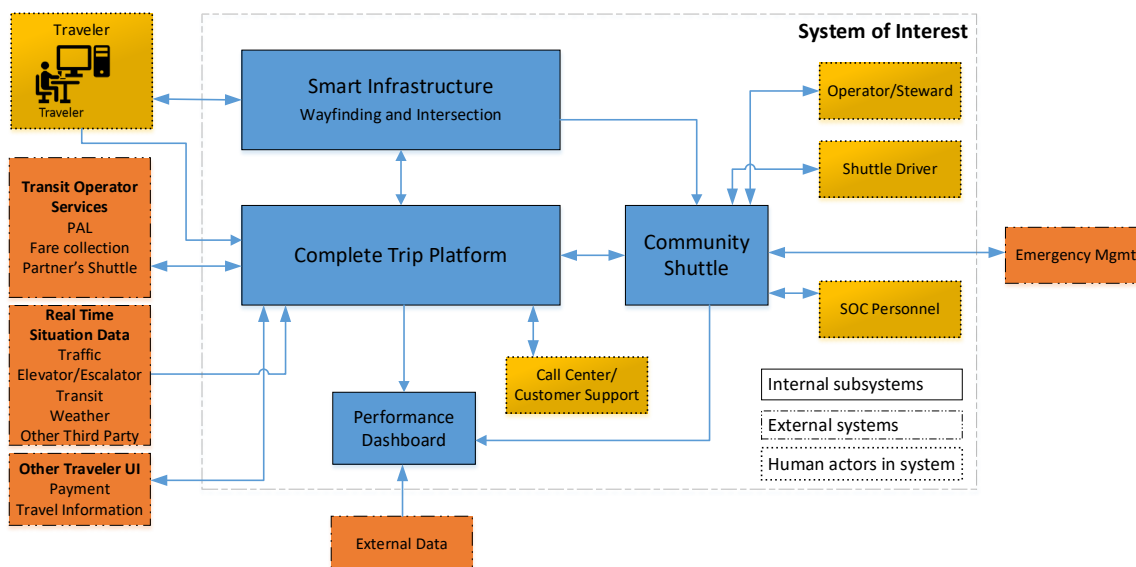 Traveler
Traveler
System of Interest
Smart Infrastructure
Wayfinding and Intersection
Operator/Steward
Shuttle Driver
Transit Operator
Services
PAL
Fare collection
Partner’s Shuttle
Complete Trip Platform
Community
Shuttle
Emergency Mgmt
SOC Personnel
Real Time
Situation Data
Traffic
Elevator/Escalator
Transit
Weather
Other Third Party
Call Center/
Customer Support
Performance
Dashboard
Internal subsystems
External systems
Human actors in system
Other Traveler UI
Payment
Travel Information
External Data